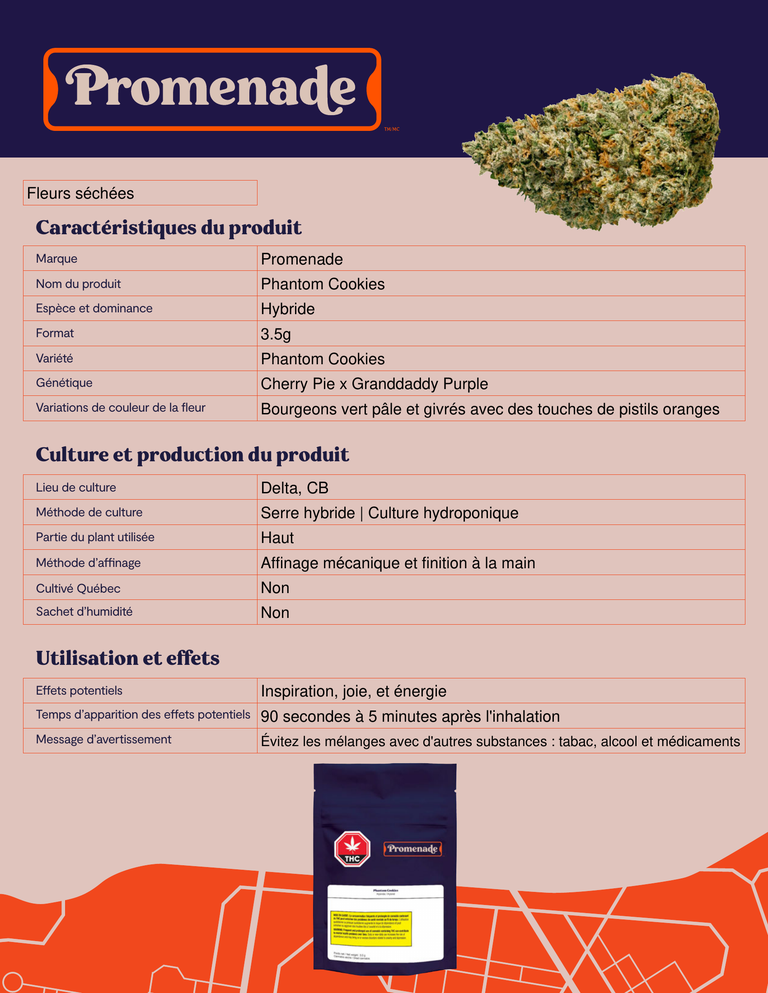 Promenade
TM/MC
Fleurs séchées
Caractéristiques du produit
Marque Promenade
Nom du produit Phantom Cookies
Espèce et dominance Hybride
Format 3.5g
Variété Phantom Cookies
Génétique Cherry Pie x Granddaddy Purple
Variations de couleur de la fleur Bourgeons vert pâle et givrés avec des touches de pistils oranges
Culture et production du produit
Lieu de culture Delta, CB
Méthode de culture Serre hybride | Culture hydroponique
Partie du plant utilisée Haut
Méthode d'affinage Affinage mécanique et finition à la main
Cultivé Québec Non
Sachet d'humidité Non
Utilisation et effets
Effets potentiels Inspiration, joie, et énergie
Temps d'apparition des effets potentiels 90 secondes à 5 minutes après l'inhalation
Message d'avertissement Évitez les mélanges avec d'autres substances : tabac, alcool et médicaments
THC
Promenade
Phantom Cookies